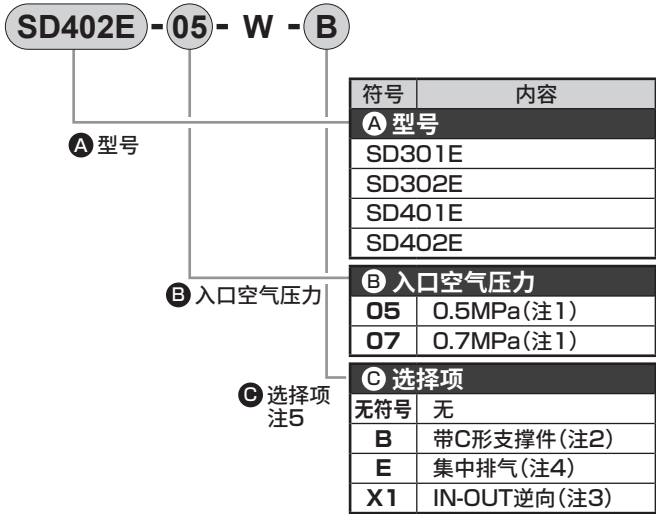 SD402E - 05 - W - B
符号 内容
A 型号
A 型号
SD301E
SD302E
SD401E
SD402E
B 入口空气压力
B 入口空气压力
05 0.5MPa(注1)
07 0.7MPa(注1)
C 选择项
C 选择项
注5
无符号 无
B 带C形支撑件(注2)
E 集中排气(注4)
X1 IN-OUT逆向(注3)